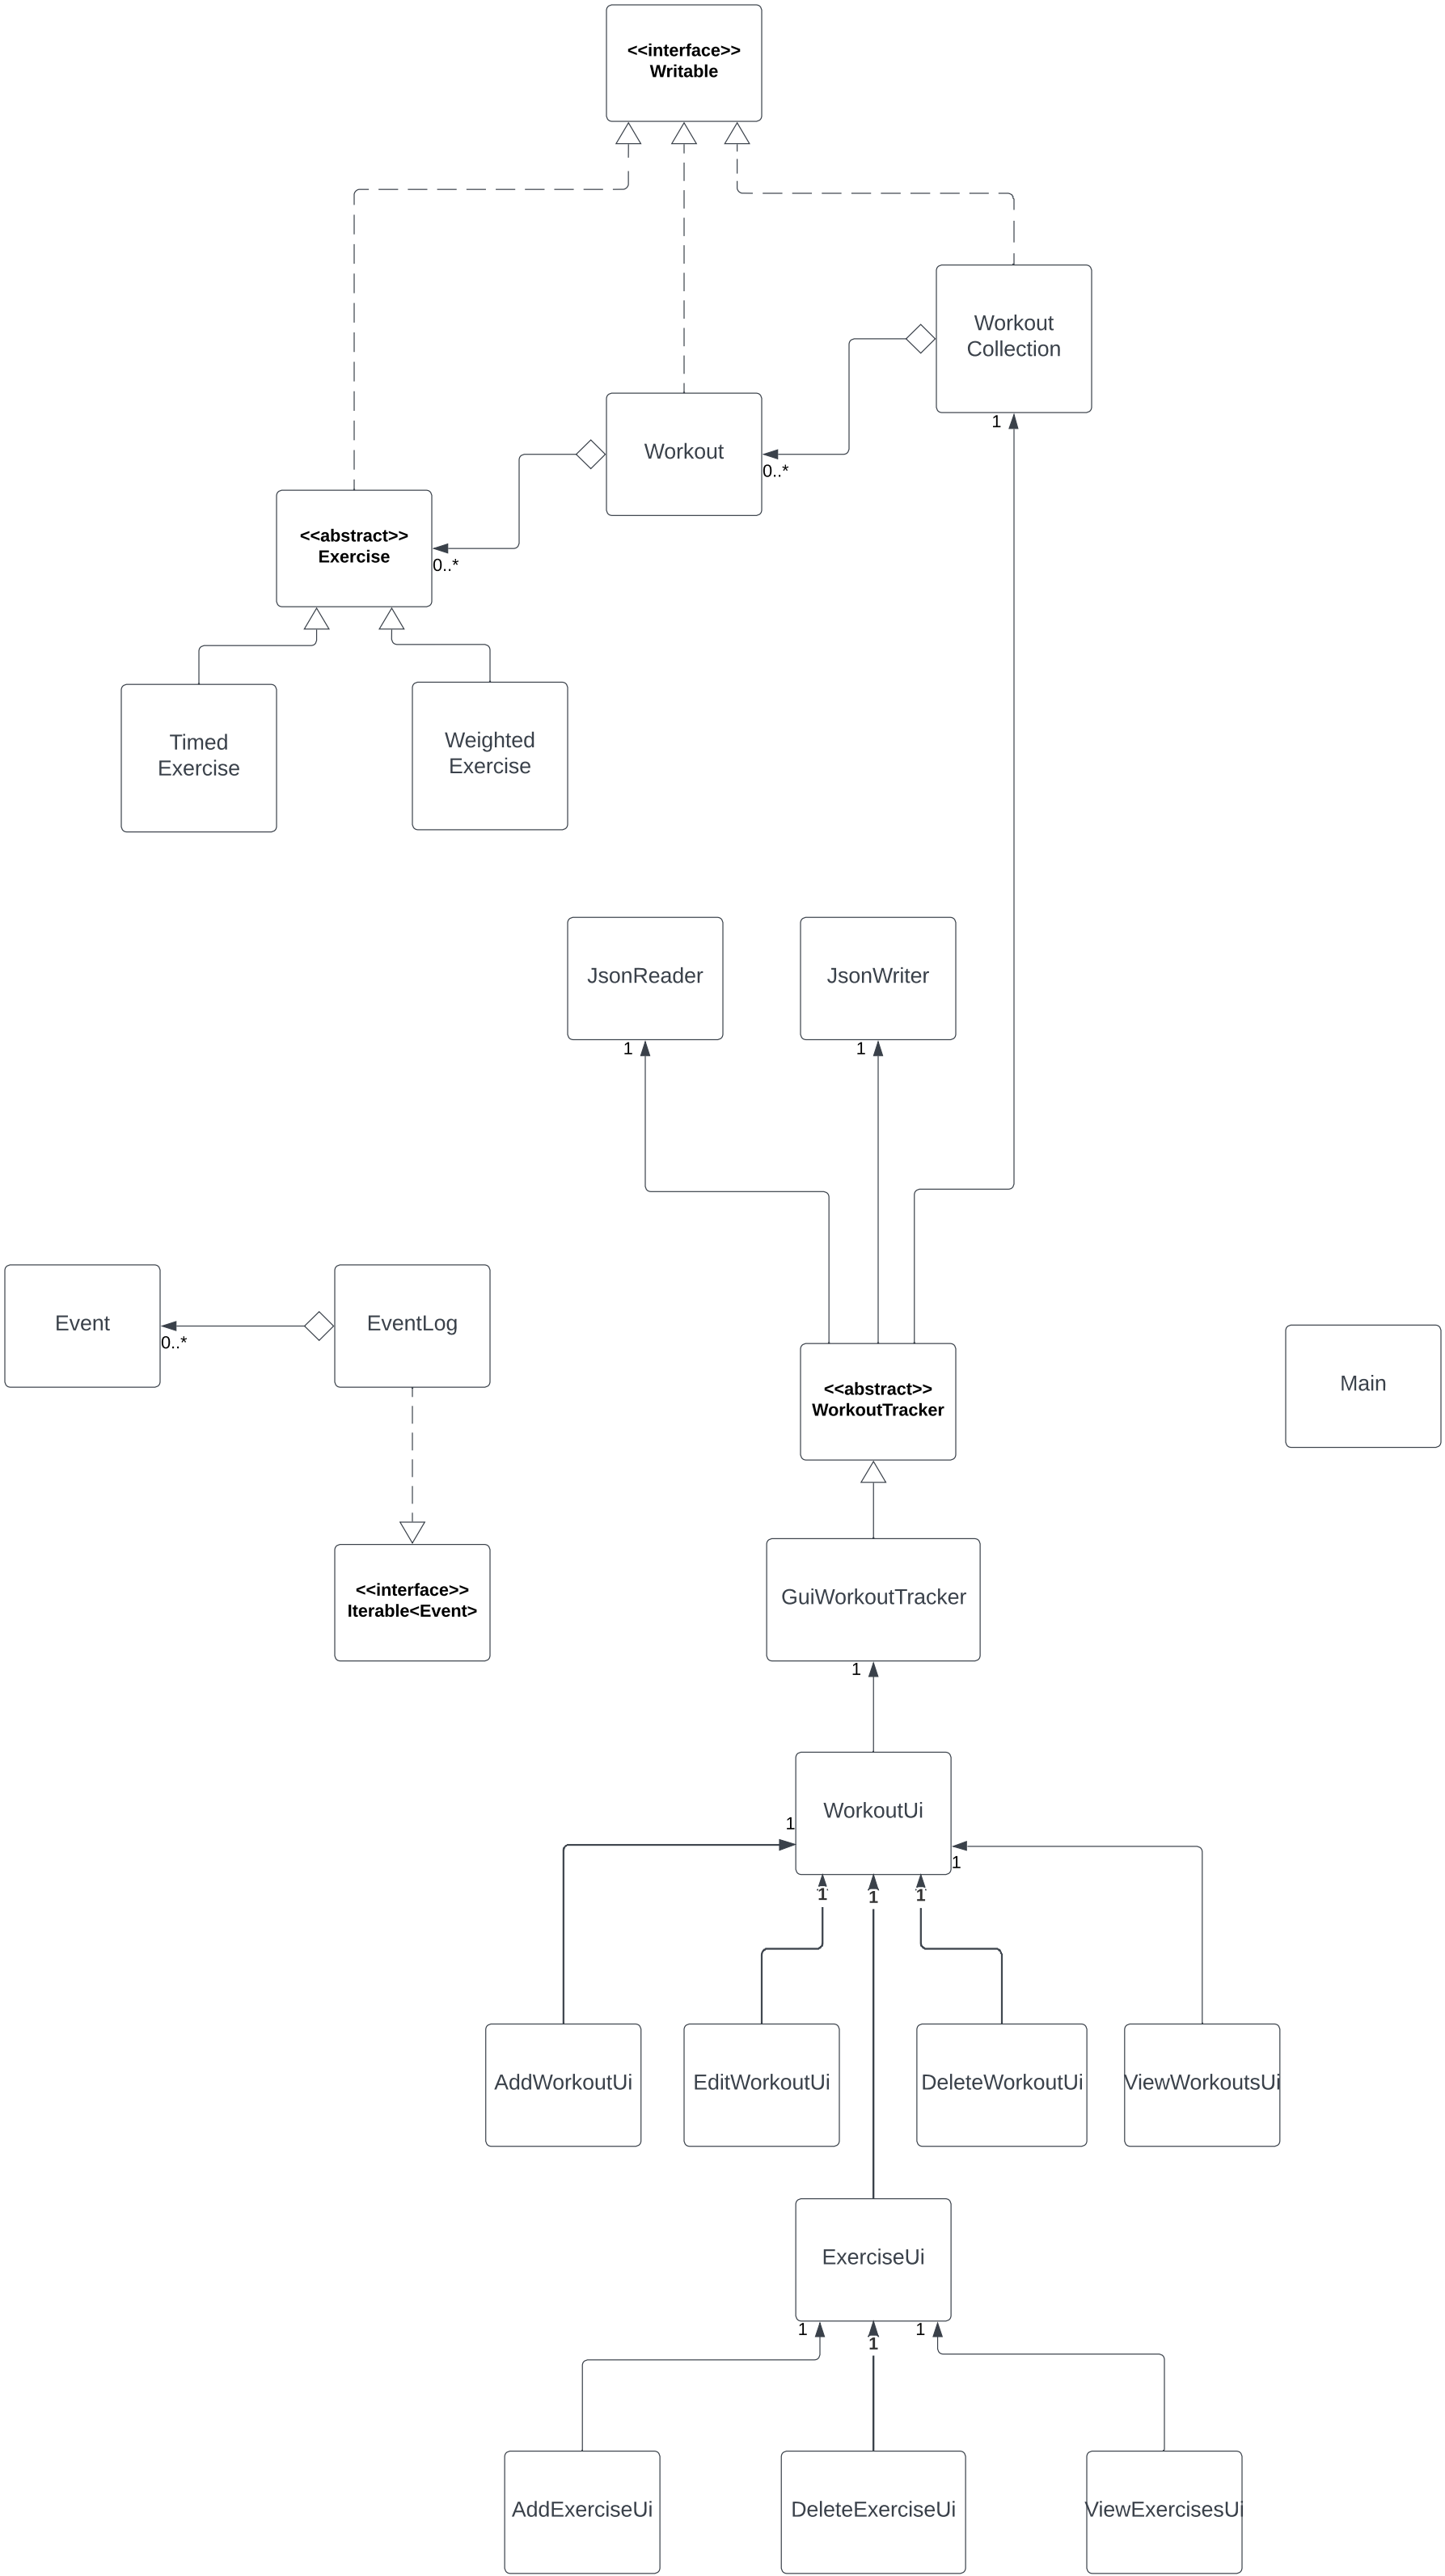 <<interface>>
Writable
Workout
Collection
1
Workout
0..*
<<abstract>>
Exercise
0..*
Timed
Exercise
Weighted
Exercise
JsonReader
JsonWriter
1
1
Event
0..*
EventLog
<<abstract>>
WorkoutTracker
Main
<<interface>>
Iterable<Event>
GuiWorkoutTracker
1
WorkoutUi
1
1
1
1
1
AddWorkoutUi
EditWorkoutUi
DeleteWorkoutUi
ViewWorkoutsUi
ExerciseUi
1
1
1
AddExerciseUi
DeleteExerciseUi
ViewExercisesUi